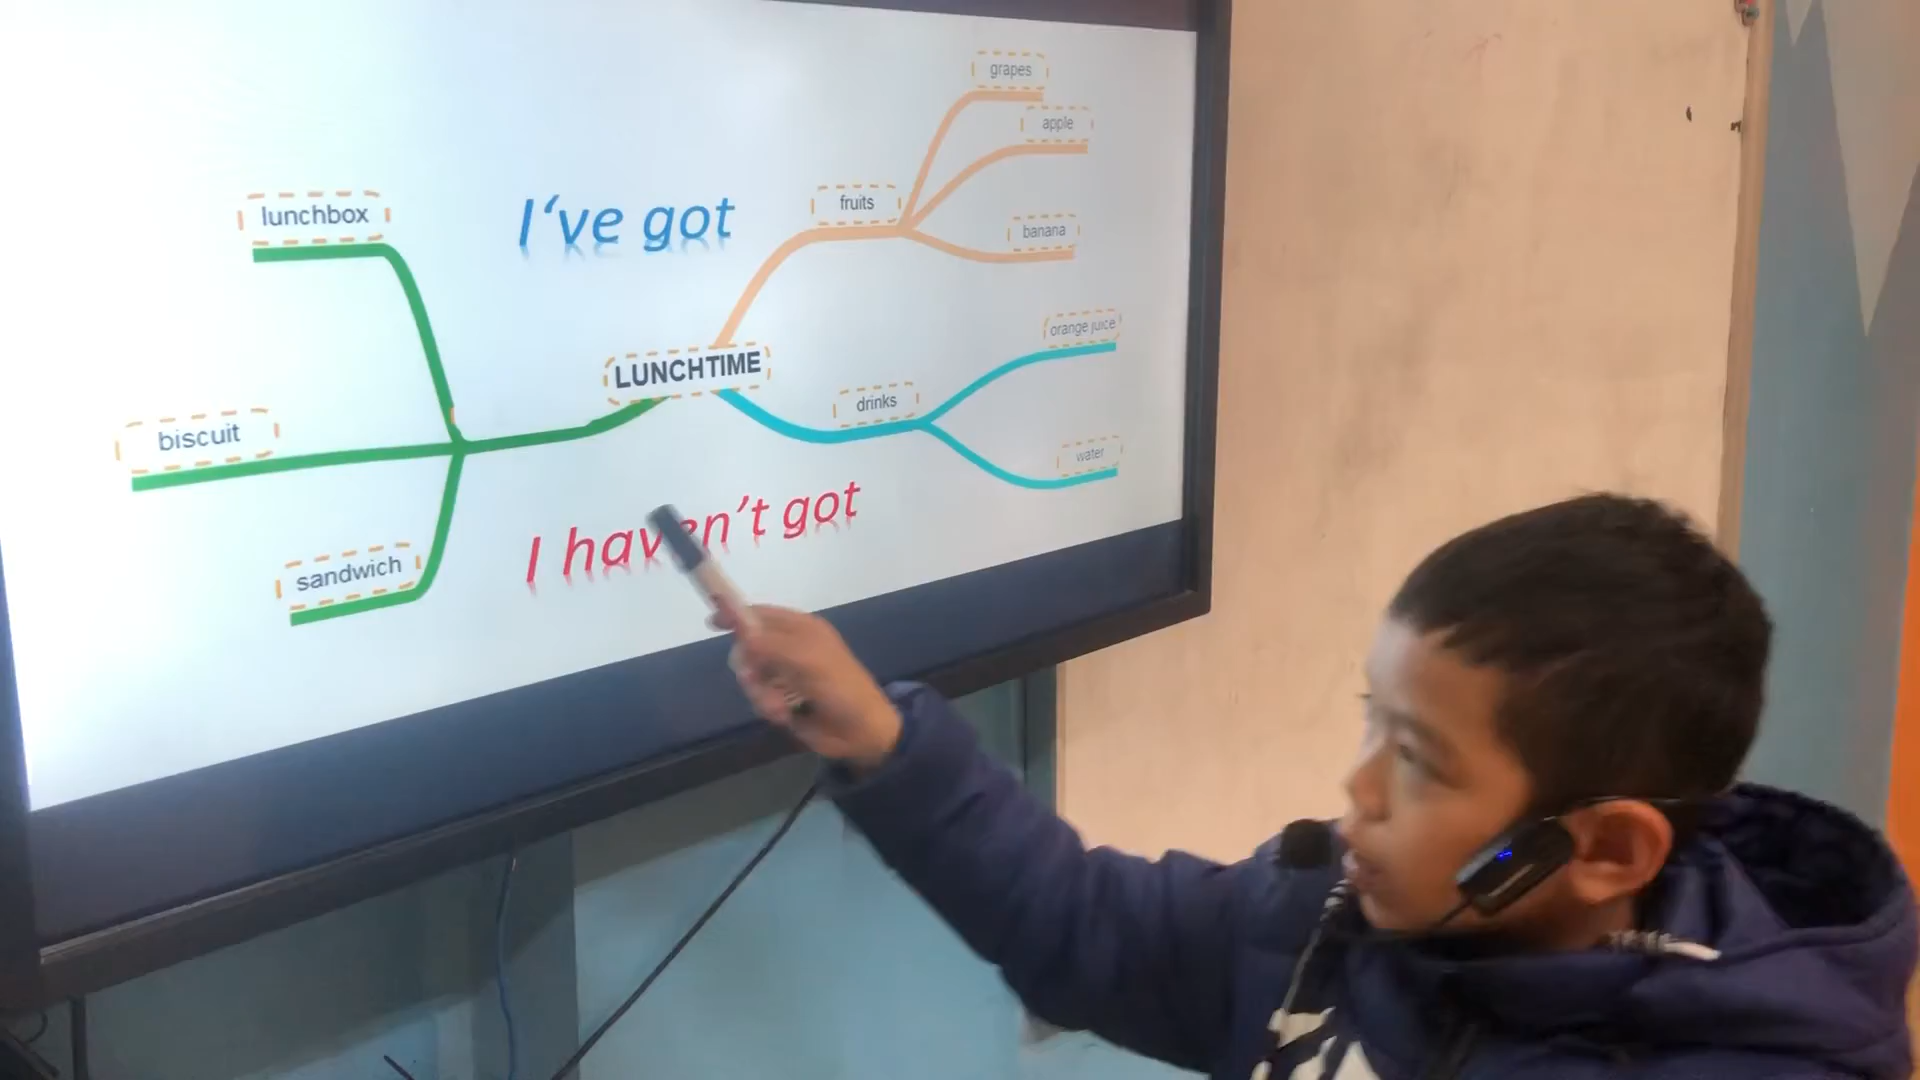 grapes
apple
lunchbox
I‘ve got
fruits
banana
orange juice
LUNCHTIME
drinks
biscuit
water
I haven’t got
sandwich